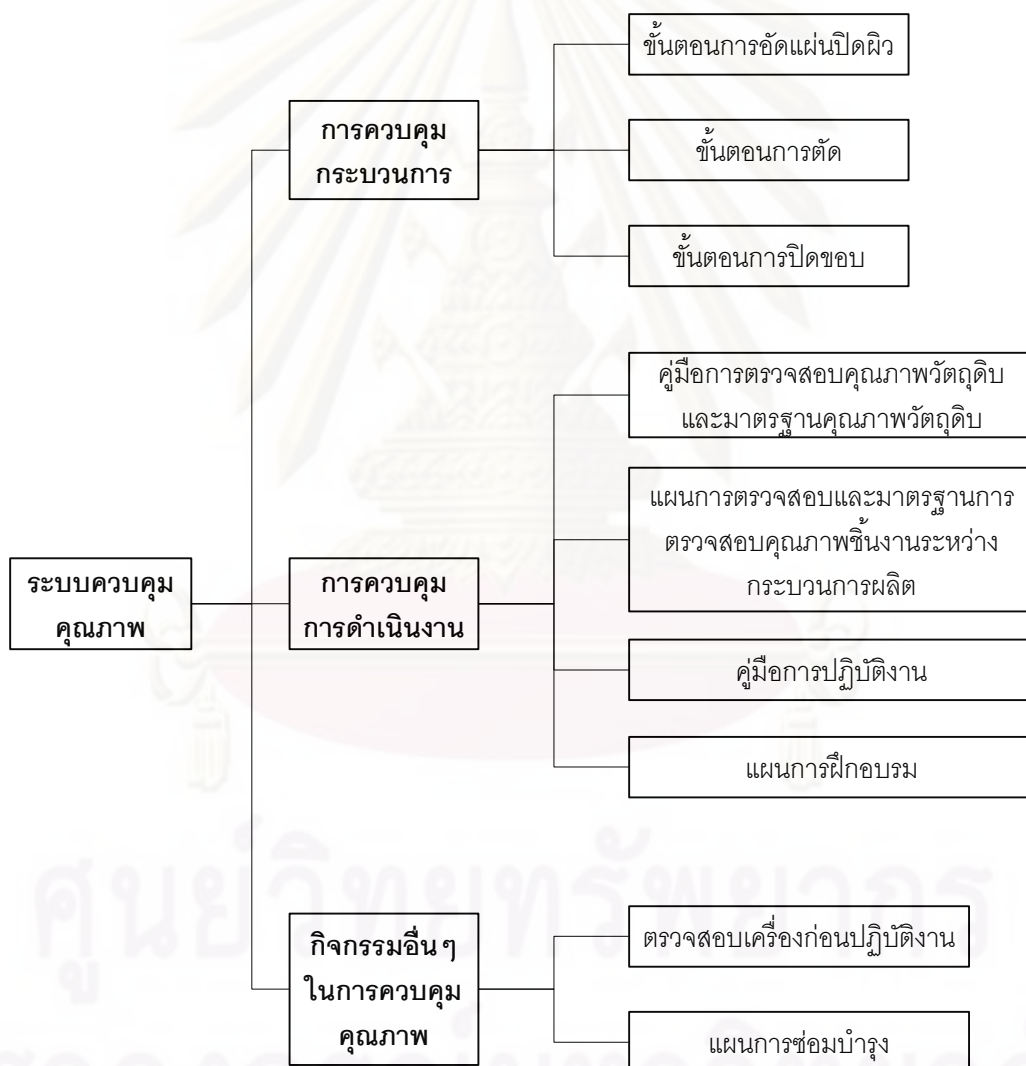 ขั้นตอนการอัดแผ่นปิดผิว
การควบคุม
กระบวนการ
ขั้นตอนการตัด
ขั้นตอนการปิดขอบ
คู่มือการตรวจสอบคุณภาพวัตถุดิบ
และมาตรฐานคุณภาพวัตถุดิบ
แผนการตรวจสอบและมาตรฐานการ
ตรวจสอบคุณภาพชิ้นงานระหว่าง
กระบวนการผลิต
ระบบควบคุม
คุณภาพ
การควบคุม
การดำเนินงาน
คู่มือการปฏิบัติงาน
แผนการฝึกอบรม
กิจกรรมอื่นๆ
ในการควบคุม
คุณภาพ
ตรวจสอบเครื่องก่อนปฏิบัติงาน
แผนการซ่อมบำรุง
ศูนย์วิทยทรัพยากร